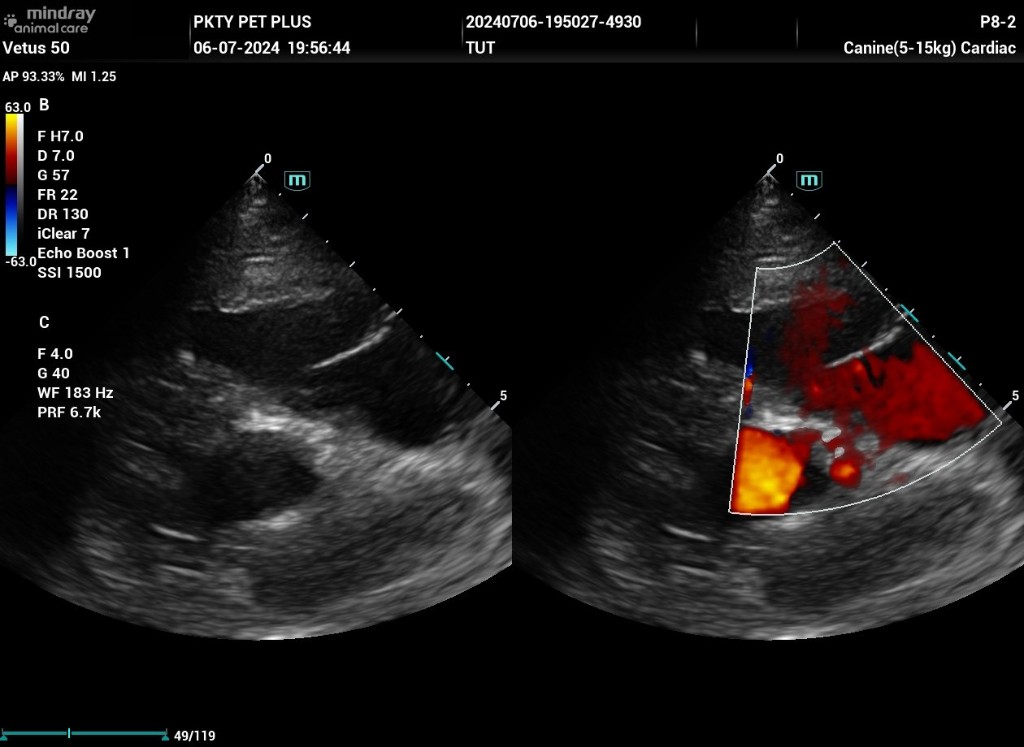 mindray
animal care
PKTY PET PLUS
20240706-195027-4930
P8-2
Vetus 50
06-07-2024 19:56:44
TUT
Canine(5-15kg) Cardiac
AP 93.33% MI 1.25
63.0
B
F H7.0
D 7.0
G 57
FR 22
DR 130
iClear 7
Echo Boost 1
-63.0
SSI 1500
C
F 4.0
G 40
WF 183 Hz
PRF 6.7k
0
m
5
0
m
5
49/119